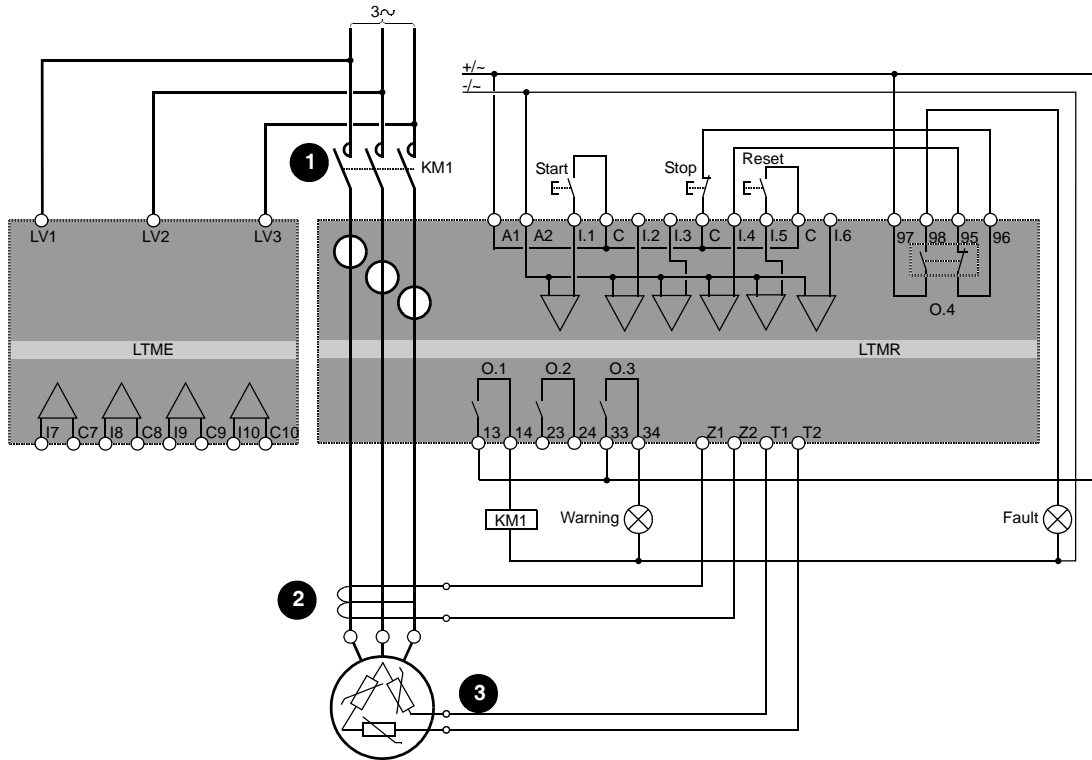 3~
+/~
-/~
1
KM1
Start
Stop
Reset
LV1 LV2 LV3
A1 A2 I.1 C I.2 I.3 C I.4 I.5 C I.6 97 98 95 96
O.4
LTME
LTMR
O.1 O.2 O.3
I7 C7 I8 C8 I9 C9 I10 C10
13 14 23 24 33 34 Z1 Z2 T1 T2
KM1
Warning
Fault
2
3